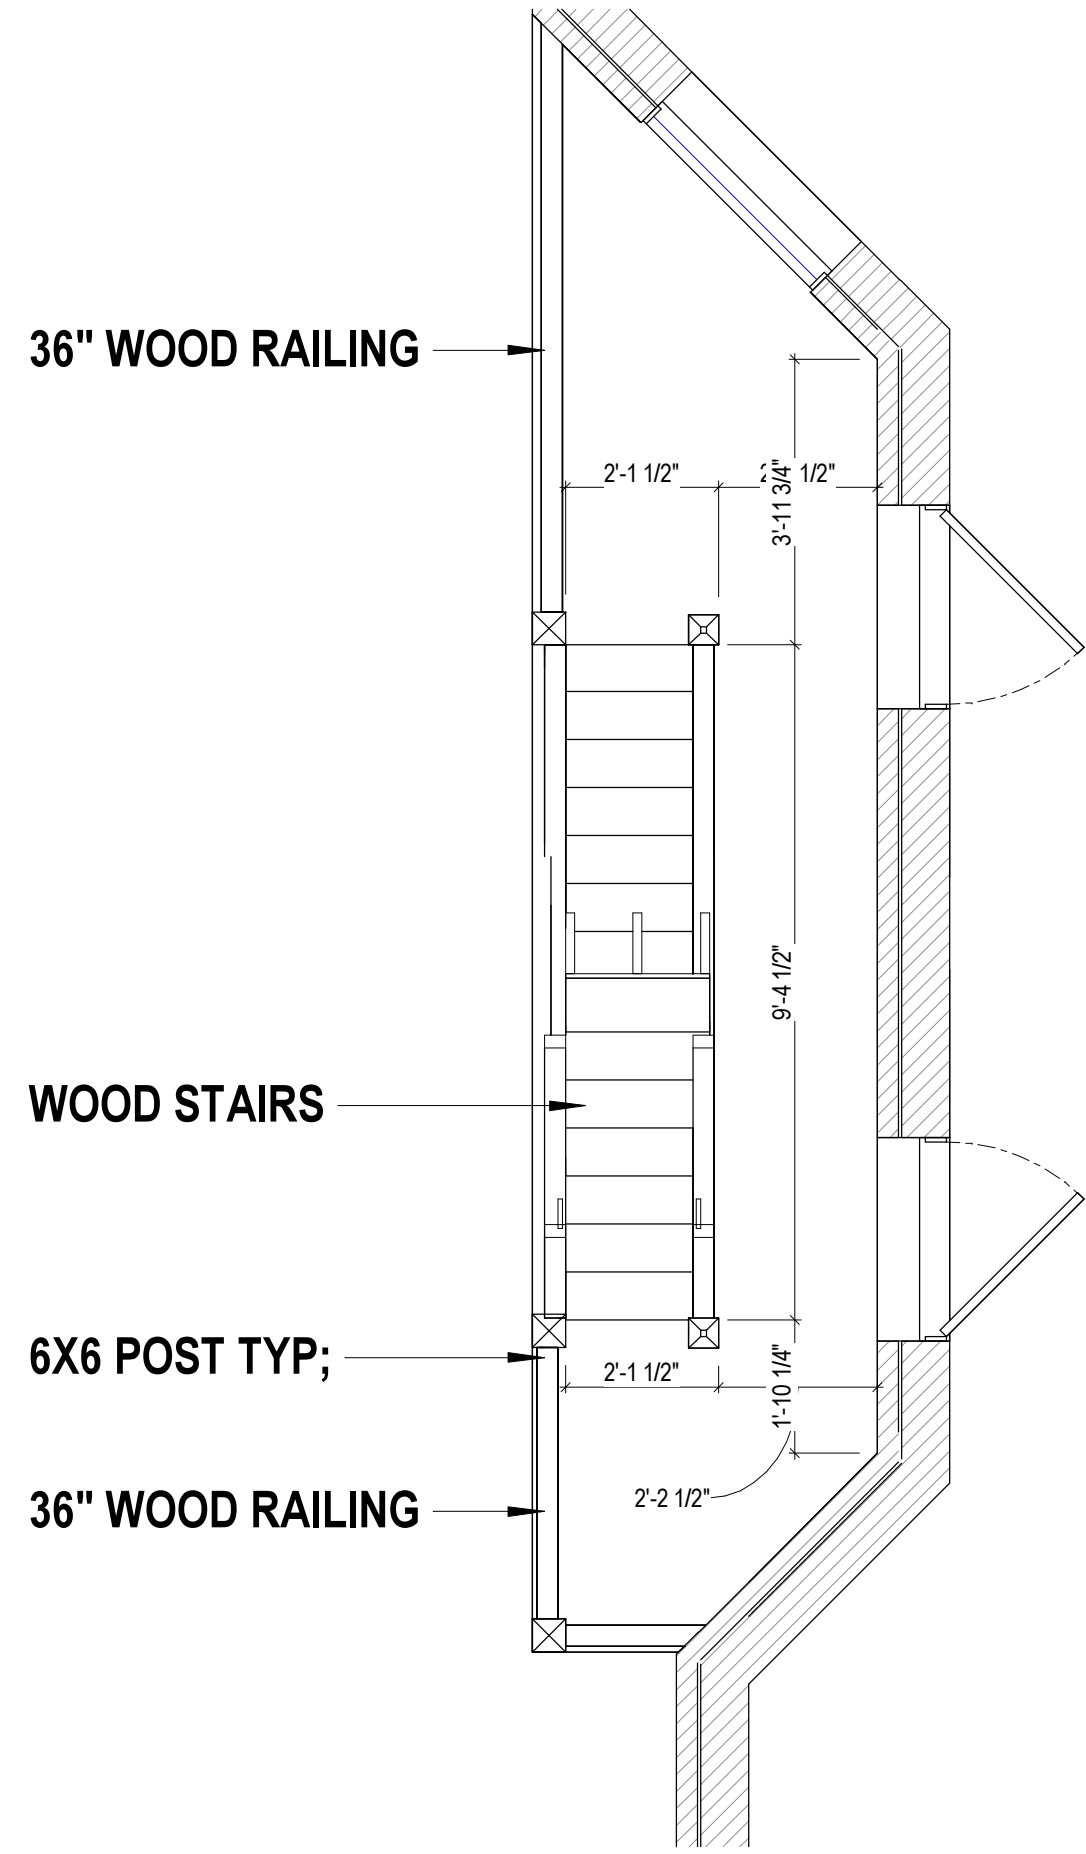 36" WOOD RAILING
2'-1 1/2"
1/2"
3'-11 3/4"
9'-4 1/2"
WOOD STAIRS
6X6 POST TYP;
2'-1 1/2"
1'-10 1/4"
36" WOOD RAILING
2'-2 1/2"